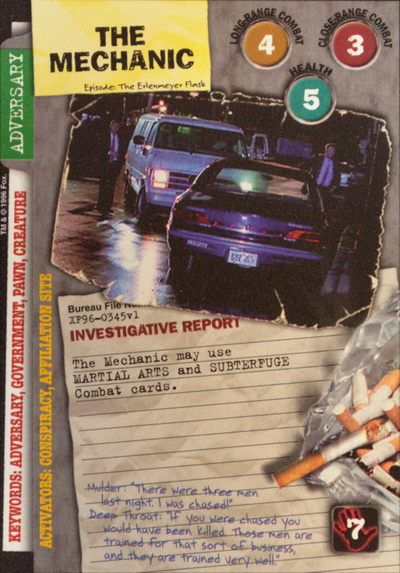 THE
MECHANIC
Episode: The Erlenmeyer Flask
LONG-RANGE COMBAT
4
CLOSE-RANGE COMBAT
3
HEALTH
5
ADVERSARY
TM & © 1996 Fox.
KEYWORDS: ADVERSARY, GOVERNMENT, PAWN, CREATURE
ACTIVATORS: CONSPIRACY, AFFILIATION SITE
Bureau File
XF96-0345v1
INVESTIGATIVE REPORT
The Mechanic may use
MARTIAL ARTS and SUBTERFUGE
Combat cards.
Mulder: "There were three men
last night. I was chased!"
Deep Throat: "If you were chased you
would have been killed. Those men are
trained for that sort of business,
and they are trained very well."
7